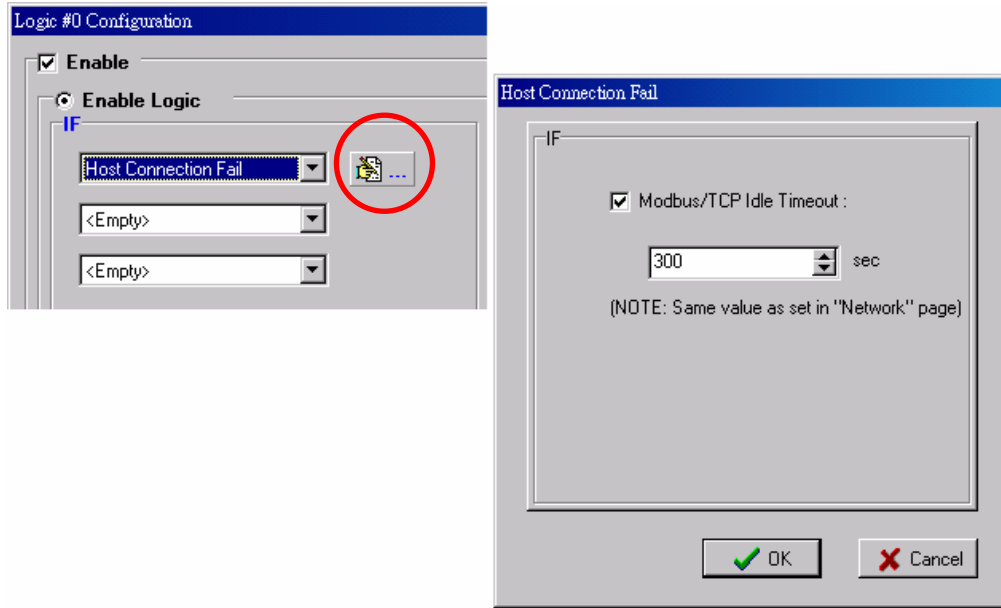 Logic #0 Configuration
Enable
Enable Logic
IF
Host Connection Fail
...
<Empty>
<Empty>
Host Connection Fail
IF
Modbus/TCP Idle Timeout :
300 sec
(NOTE: Same value as set in "Network" page)
OK Cancel